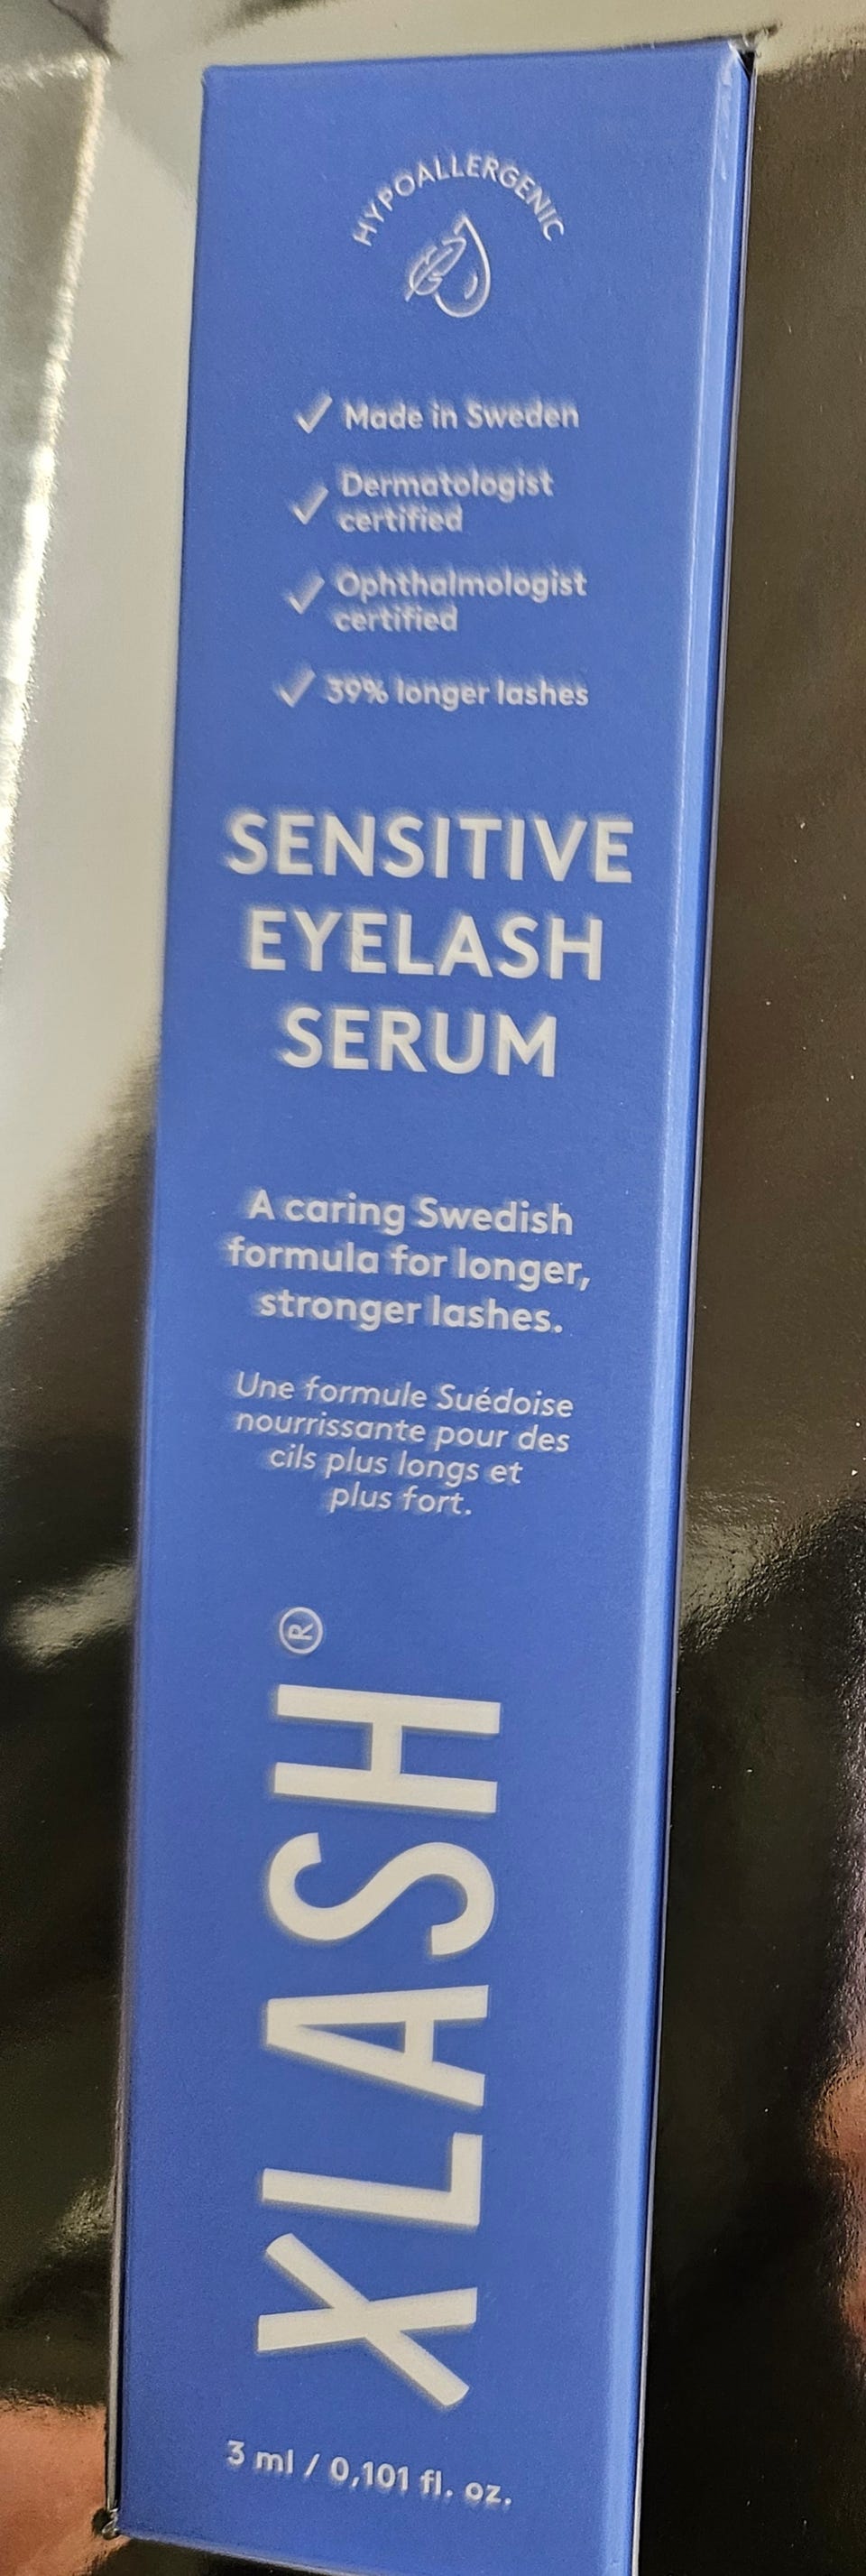 HYPOALLERGENIC
Made in Sweden
Dermatologist
certified
Ophthalmologist
certified
39% longer lashes
SENSITIVE
EYELASH
SERUM
A caring Swedish
formula for longer,
stronger lashes.
Une formule Suédoise
nourrissante pour des
cils plus longs et
plus fort.
XLASH®
3 ml / 0,101 fl. oz.